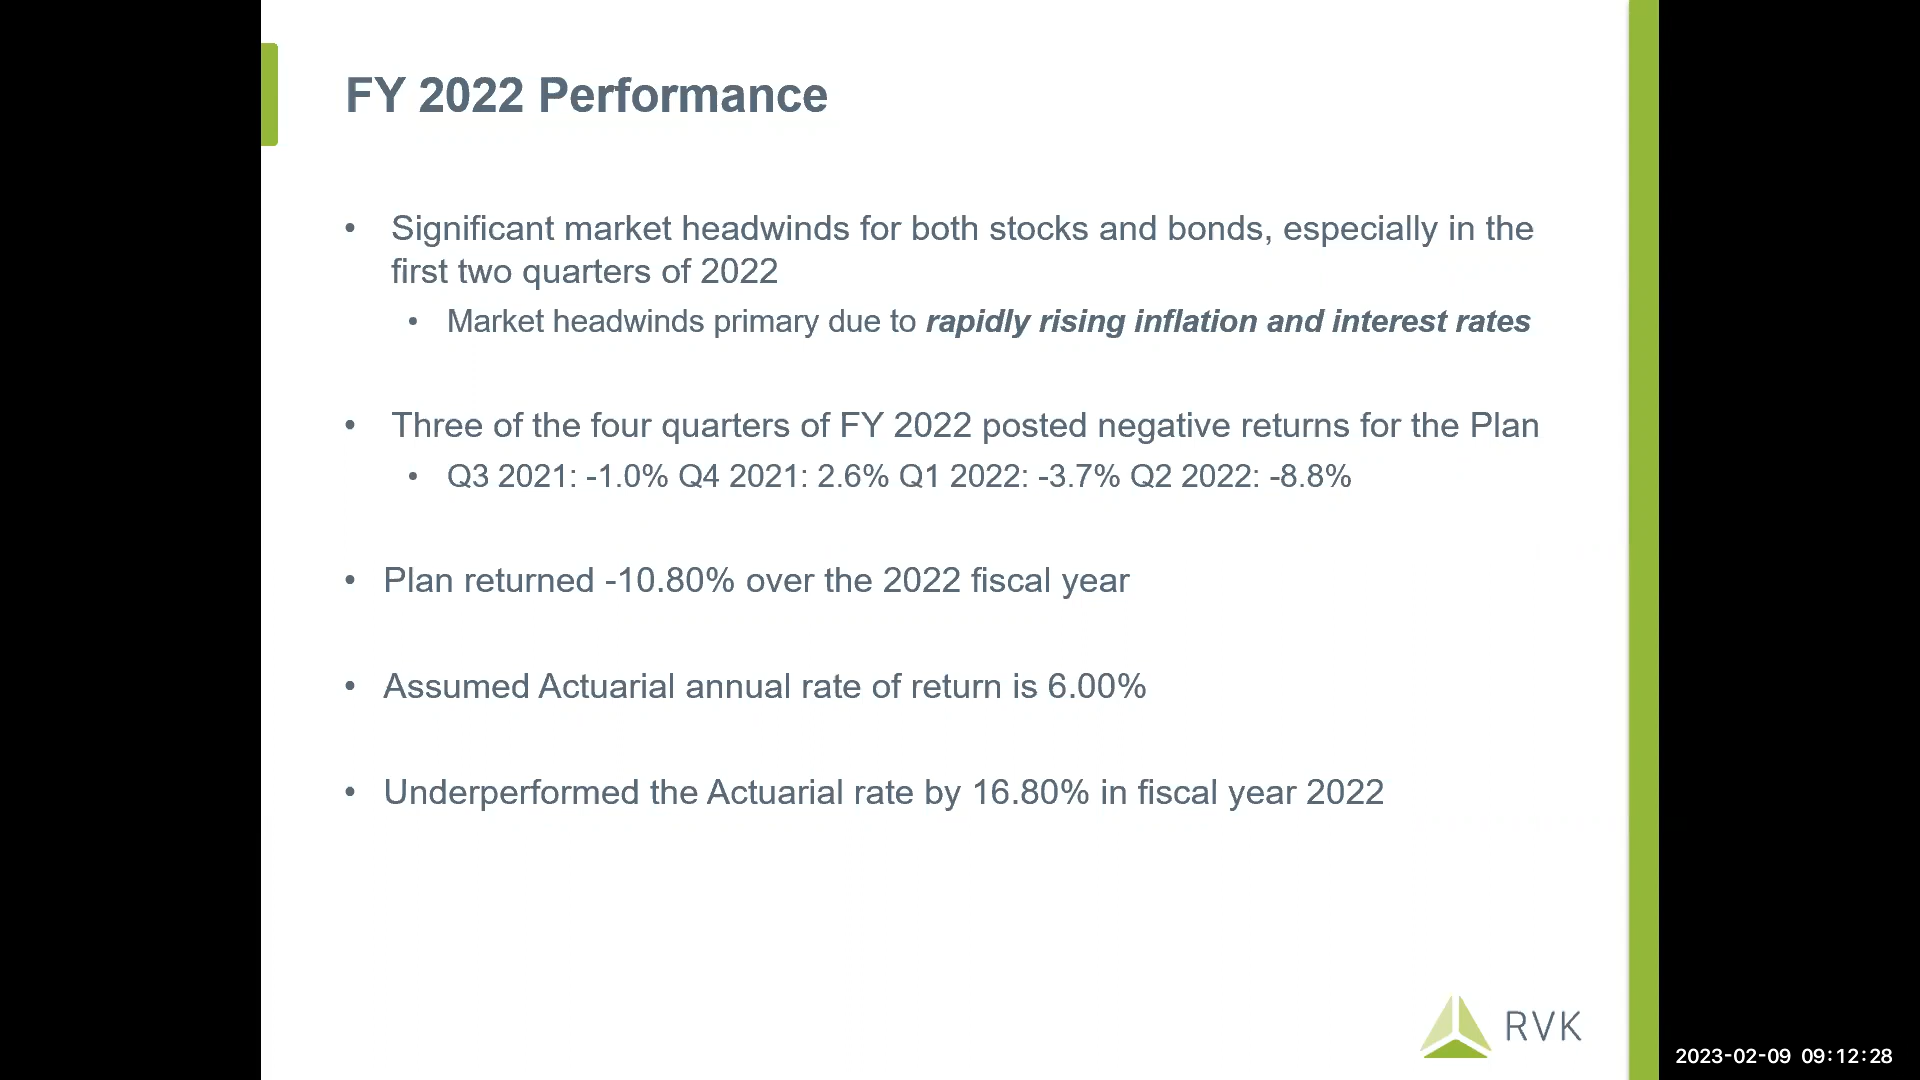 FY 2022 Performance
• Significant market headwinds for both stocks and bonds, especially in the
first two quarters of 2022
• Market headwinds primary due to rapidly rising inflation and interest rates
• Three of the four quarters of FY 2022 posted negative returns for the Plan
• Q3 2021: -1.0% Q4 2021: 2.6% Q1 2022: -3.7% Q2 2022: -8.8%
• Plan returned -10.80% over the 2022 fiscal year
• Assumed Actuarial annual rate of return is 6.00%
• Underperformed the Actuarial rate by 16.80% in fiscal year 2022
RVK
2023-02-09 09:12:28